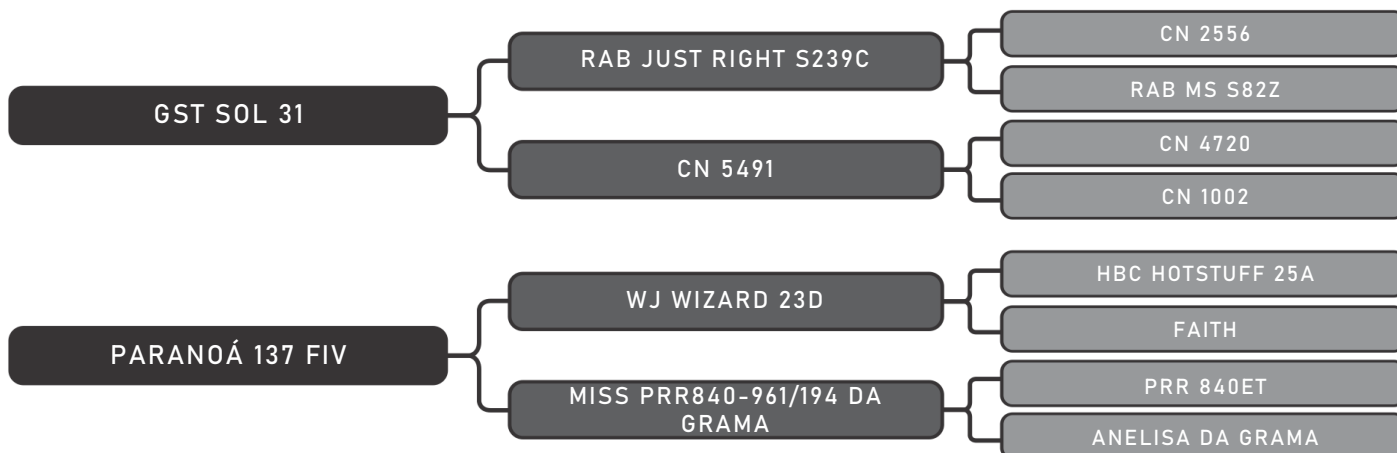 GST SOL 31
RAB JUST RIGHT S239C
CN 2556
RAB MS S82Z
CN 5491
CN 4720
CN 1002
PARANOÁ 137 FIV
WJ WIZARD 23D
HBC HOTSTUFF 25A
FAITH
MISS PRR840-961/194 DA
GRAMA
PRR 840ET
ANELISA DA GRAMA